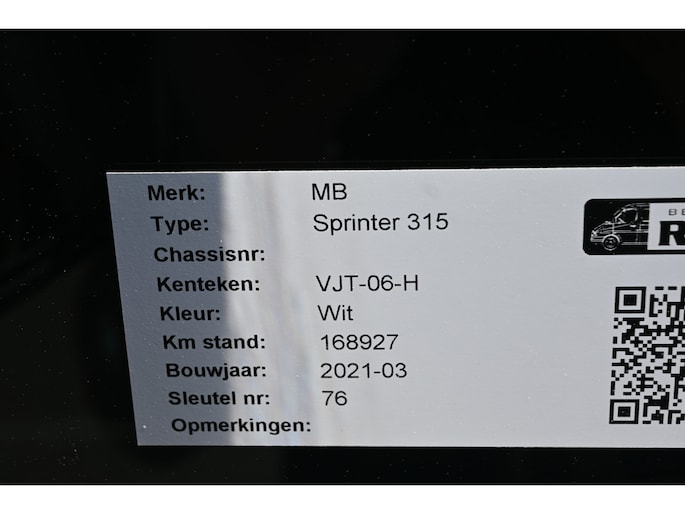 Merk: MB
Type: Sprinter 315
Chassisnr:
Kenteken: VJT-06-H
Kleur: Wit
Km stand: 168927
Bouwjaar: 2021-03
Sleutel nr: 76
Opmerkingen: